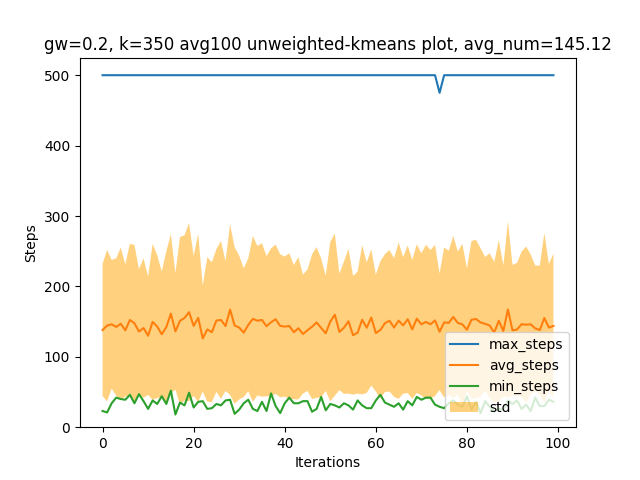 gw=0.2, k=350 avg100 unweighted-kmeans plot, avg_num=145.12
500
400
300
200
100
0
Steps
max_steps
avg_steps
min_steps
std
0 20 40 60 80 100
Iterations